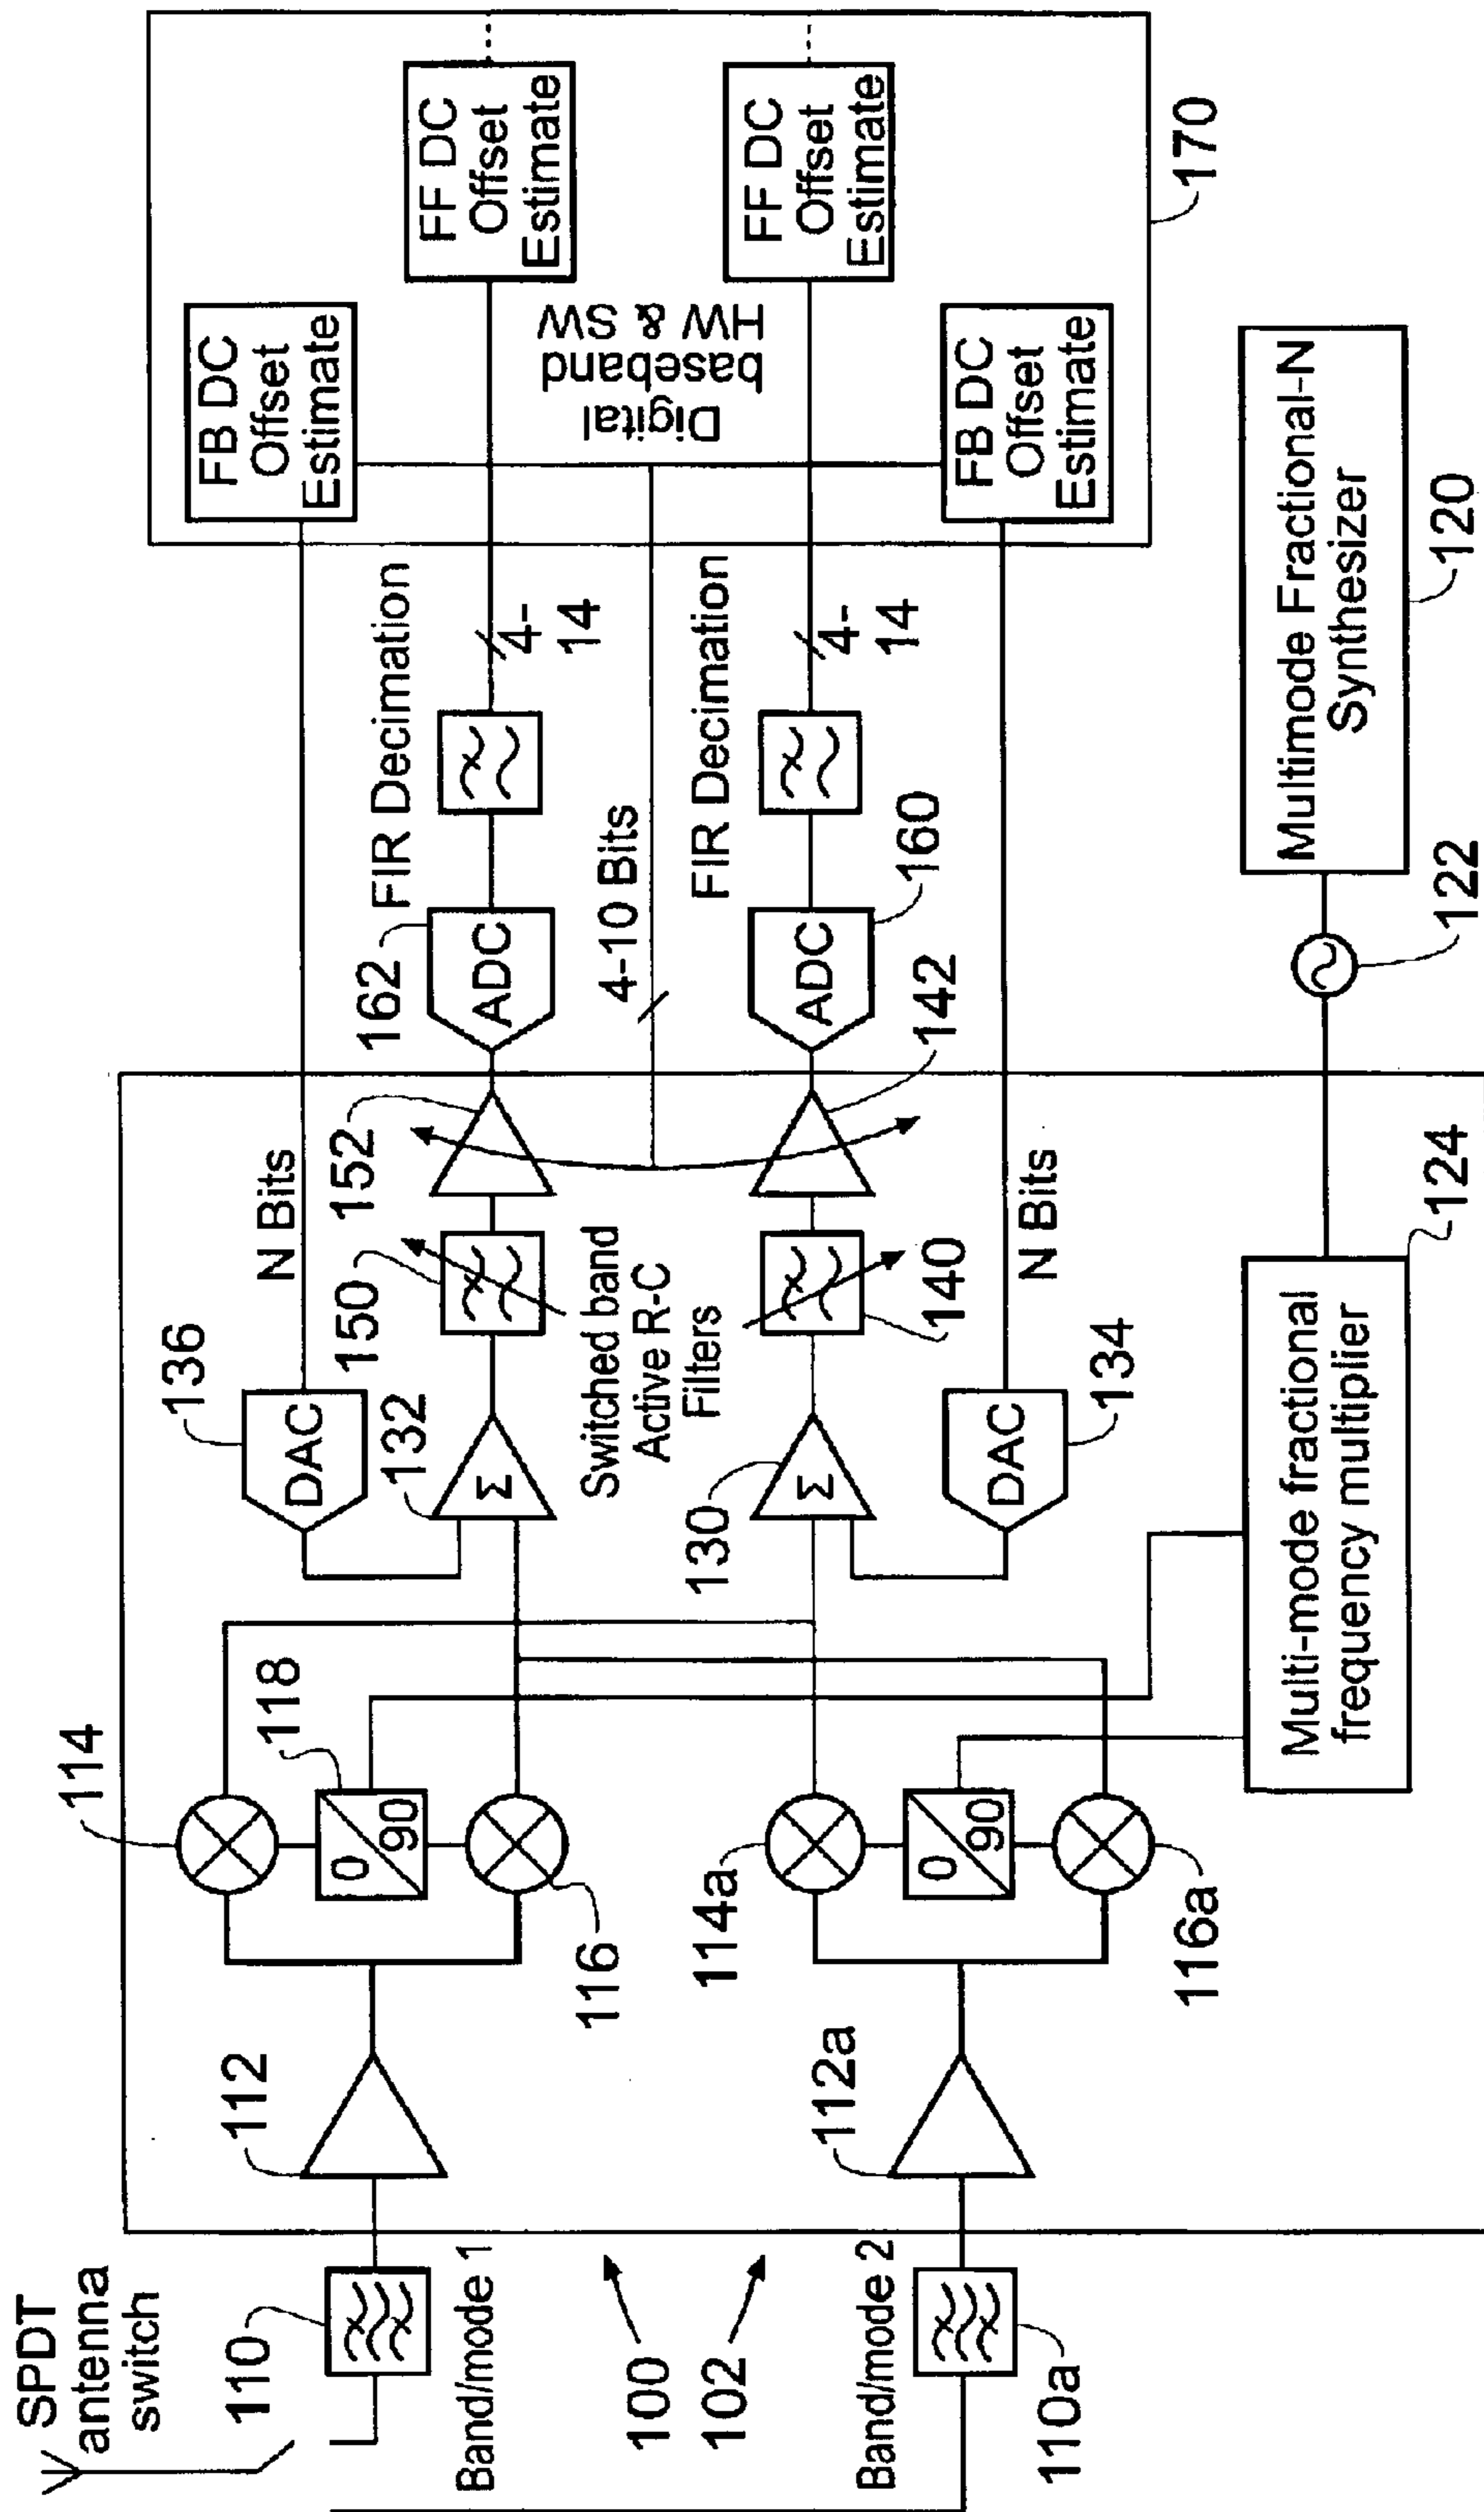 SPDT
antenna
switch
110
Band/mode 1
100
102
Band/mode 2
110a
112
112a
114
118
0
90
116
114a
0
90
116a
136
DAC
N Bits
132
Σ
150
152
Switched band
Active R-C
Filters
130
Σ
140
142
134
DAC
N Bits
Multi-mode fractional
frequency multiplier
124
162
ADC
FIR Decimation
4-
14
4-10 Bits
ADC
160
FIR Decimation
4-
14
122
Multimode Fractional-N
Synthesizer
120
FB DC
Offset
Estimate
FF DC
Offset
Estimate
Digital
baseband
HW & SW
FF DC
Offset
Estimate
FB DC
Offset
Estimate
170